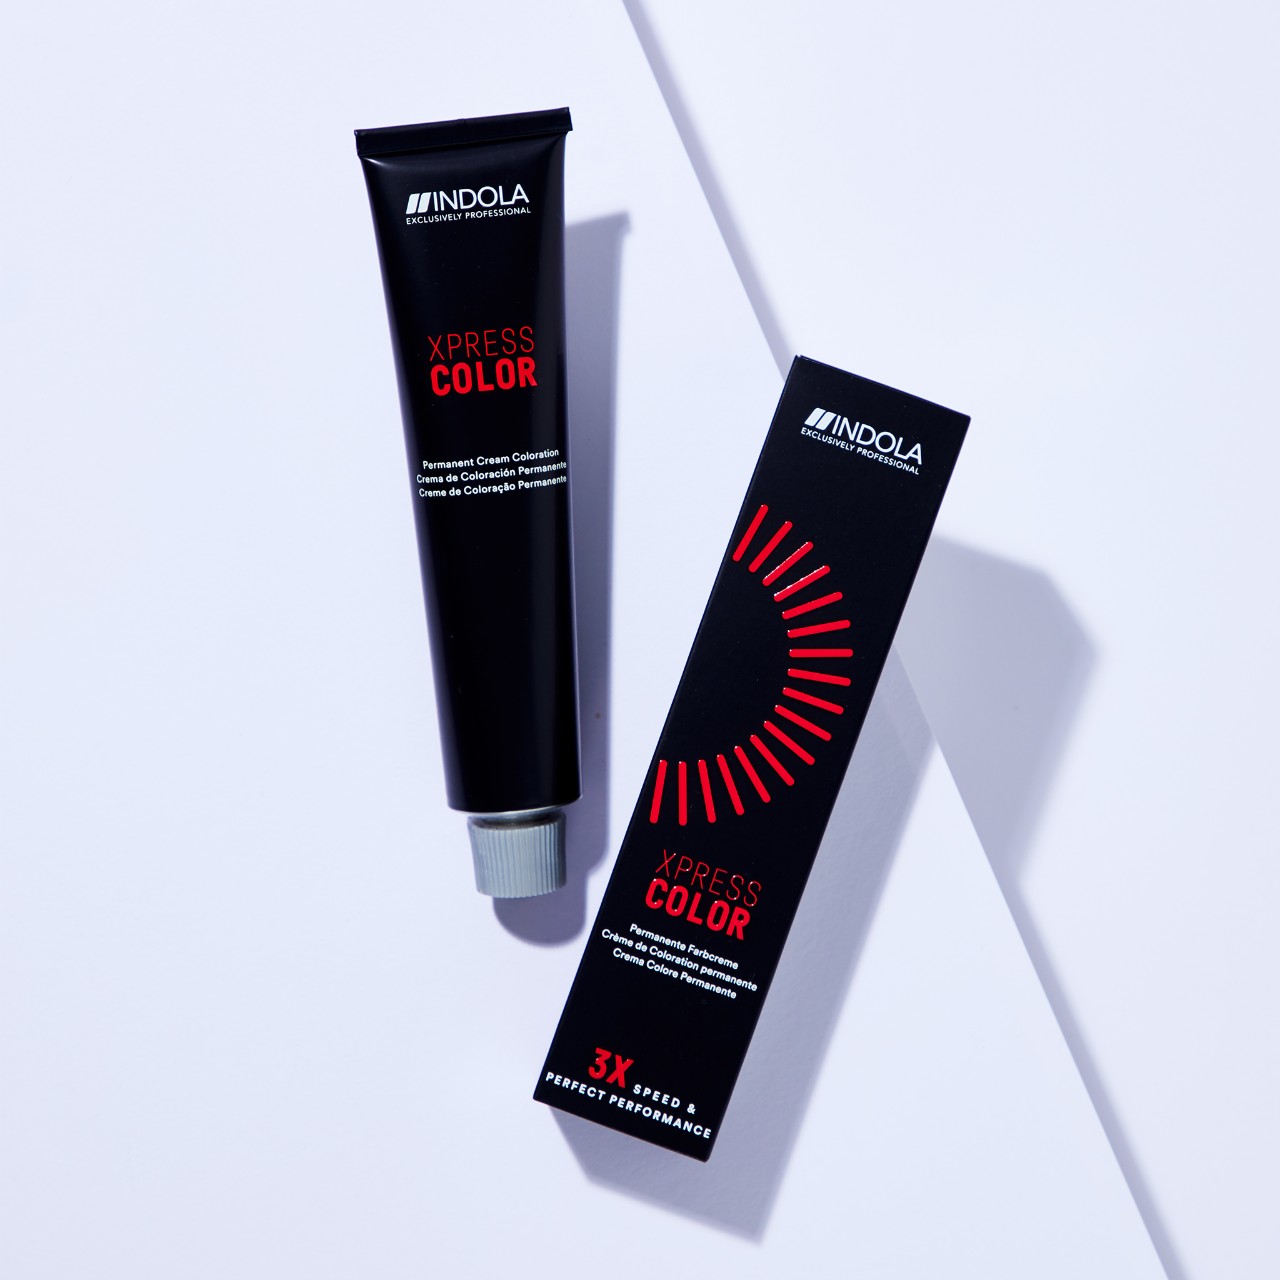 INDOLA
EXCLUSIVELY PROFESSIONAL
XPRESS
COLOR
Permanent Cream Coloration
Crema de Coloración Permanente
Creme de Coloração Permanente
INDOLA
EXCLUSIVELY PROFESSIONAL
XPRESS
COLOR
Permanente Farbcreme
Crème de Coloration permanente
Crema Colore Permanente
3X SPEED &
PERFECT PERFORMANCE